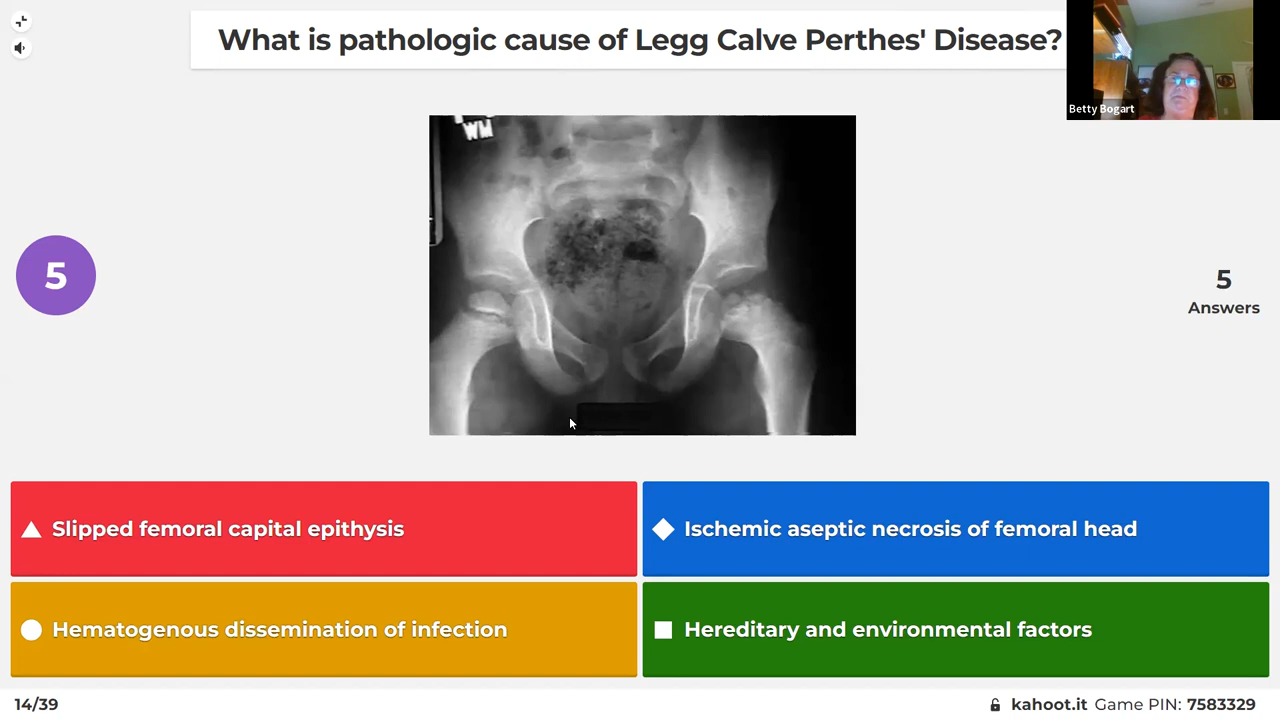 What is pathologic cause of Legg Calve Perthes' Disease?
Betty Bogart
WM
5
5
Answers
Slipped femoral capital epithysis
Ischemic aseptic necrosis of femoral head
Hematogenous dissemination of infection
Hereditary and environmental factors
14/39
kahoot.it Game PIN: 7583329